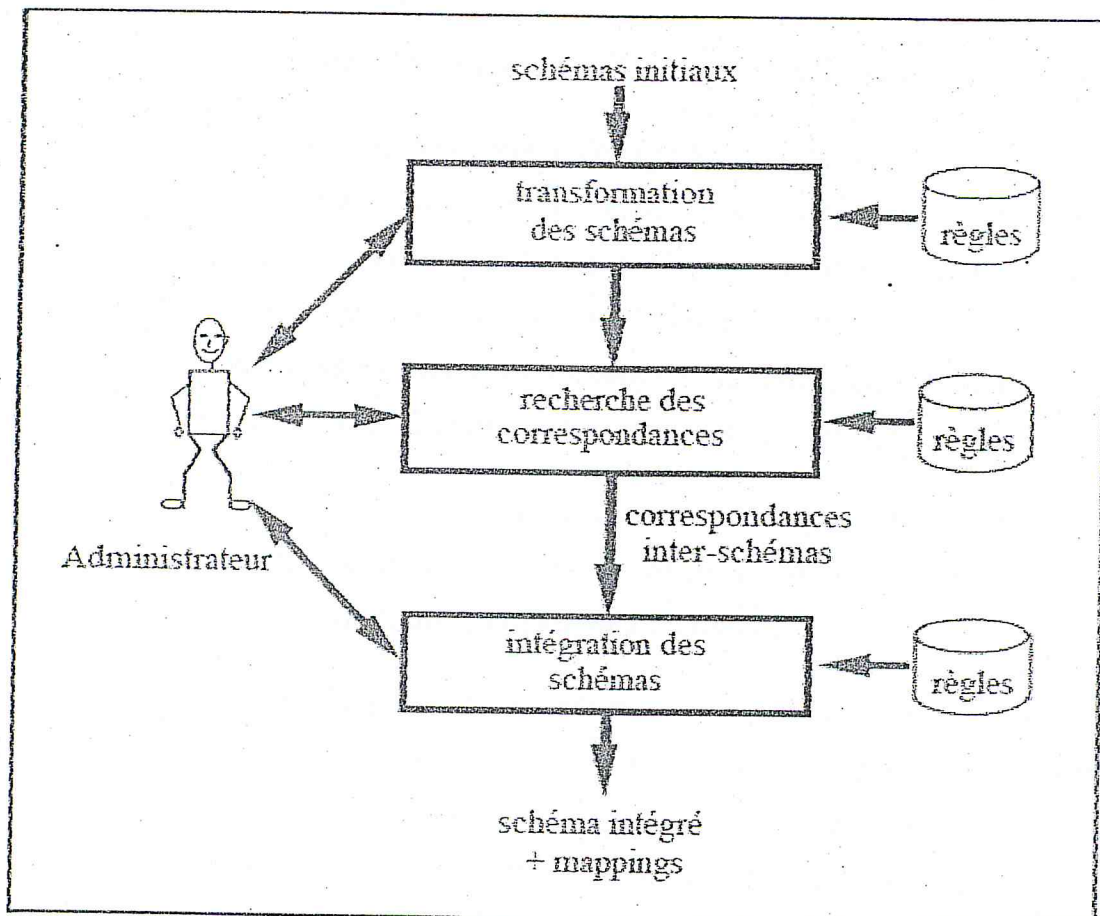 schémas initiaux
transformation
des schémas
règles
recherche des
correspondances
règles
correspondances
inter-schémas
Administrateur
intégration des
schémas
règles
schéma intégré
+ mappings